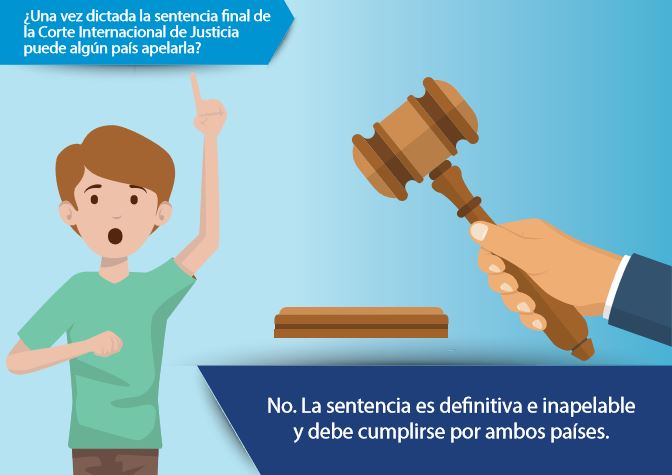 ¿Una vez dictada la sentencia final de
la Corte Internacional de Justicia
puede algún país apelarla?
No. La sentencia es definitiva e inapelable
y debe cumplirse por ambos países.